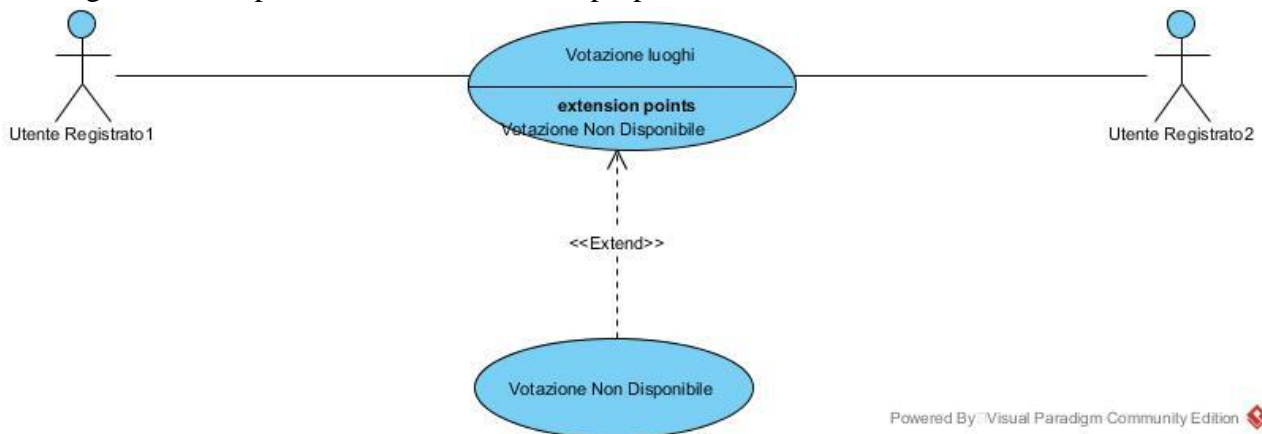 Votazione luoghi
extension points
Votazione Non Disponibile
Utente Registrato1
Utente Registrato2
<<Extend>>
Votazione Non Disponibile
Powered By Visual Paradigm Community Edition